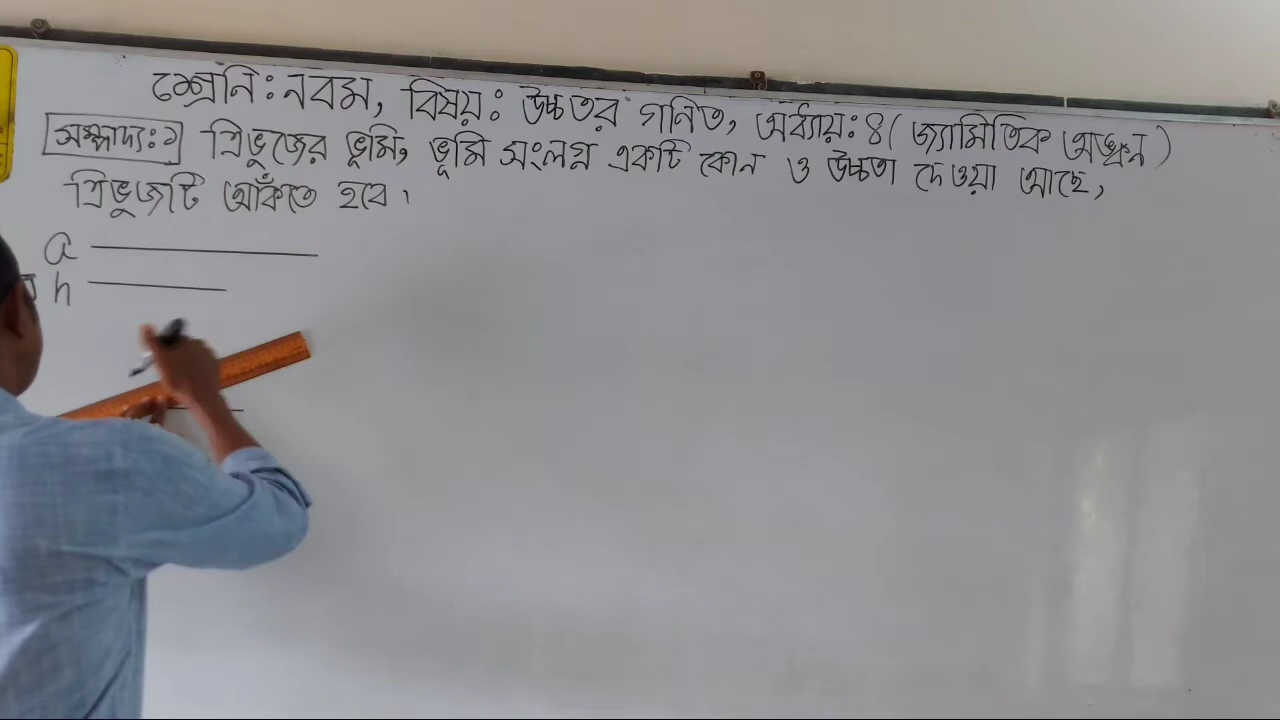 শ্রেনি: নবম, বিষয়: উচ্চতর গনিত, অধ্যায়: ৪ ( জ্যামিতিক অঙ্কন )
সম্পাদ্য: ১ ত্রিভুজের ভূমি, ভূমি সংলগ্ন একটি কোন ও উচ্চতা দেওয়া আছে,
ত্রিভুজটি আঁকতে হবে।
a
h